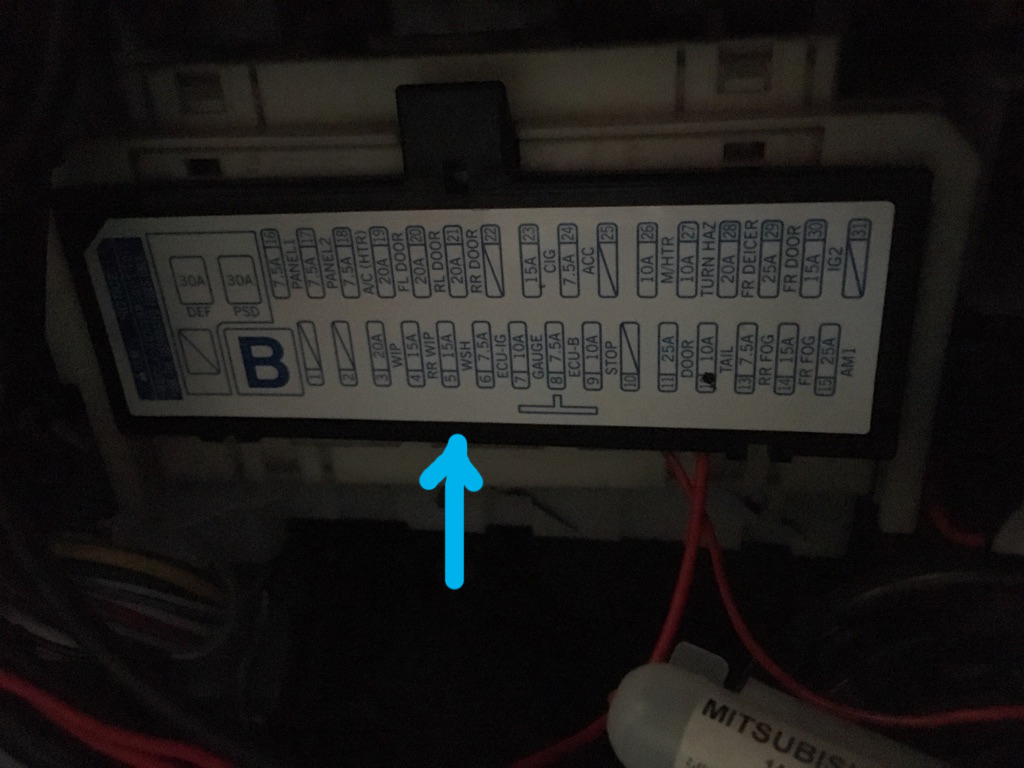 30A
DEF
30A
PSD
7.5A 16
PANEL1
7.5A 17
PANEL2
7.5A 18
A/C (HTR)
20A 19
FL DOOR
20A 20
RL DOOR
20A 21
RR DOOR
22
15A 23
CIG
7.5A 24
ACC
25
10A 26
M/HTR
10A 27
TURN HAZ
20A 28
FR DEICER
25A 29
FR DOOR
15A 30
IG2
31
B
1
2
3 20A
WIP
4 15A
RR WIP
5 15A
WSH
6 7.5A
ECU-IG
7 10A
GAUGE
8 7.5A
ECU-B
9 10A
STOP
10
11 25A
DOOR
10A
TAIL
13 7.5A
RR FOG
14 15A
FR FOG
15 25A
AM1
MITSUBIS